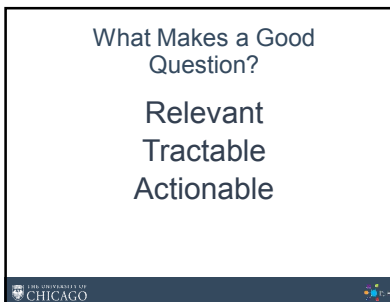 What Makes a Good
Question?
Relevant
Tractable
Actionable
THE UNIVERSITY OF
CHICAGO